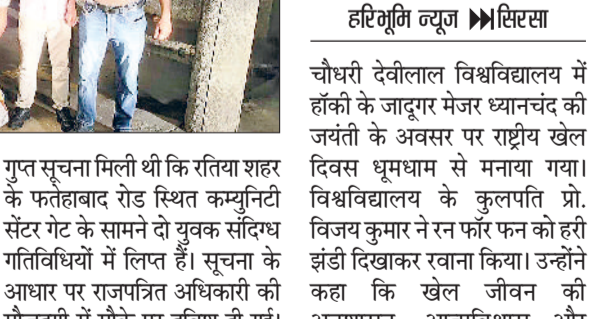 गुप्त सूचना मिली थी कि रतिया शहर
के फतेहाबाद रोड स्थित कम्युनिटी
सेंटर गेट के सामने दो युवक संदिग्ध
गतिविधियों में लिप्त हैं। सूचना के
आधार पर राजपत्रित अधिकारी की
हरिभूमि न्यूज ▶▶| सिरसा
चौधरी देवीलाल विश्वविद्यालय में
हॉकी के जादूगर मेजर ध्यानचंद की
जयंती के अवसर पर राष्ट्रीय खेल
दिवस धूमधाम से मनाया गया।
विश्वविद्यालय के कुलपति प्रो.
विजय कुमार ने रन फॉर फन को हरी
झंडी दिखाकर रवाना किया। उन्होंने
कहा कि खेल जीवन की